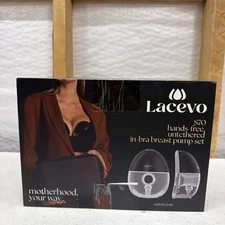 Lacevo
S70
hands-free,
untethered
in-bra breast pump set
motherhood,
your way.